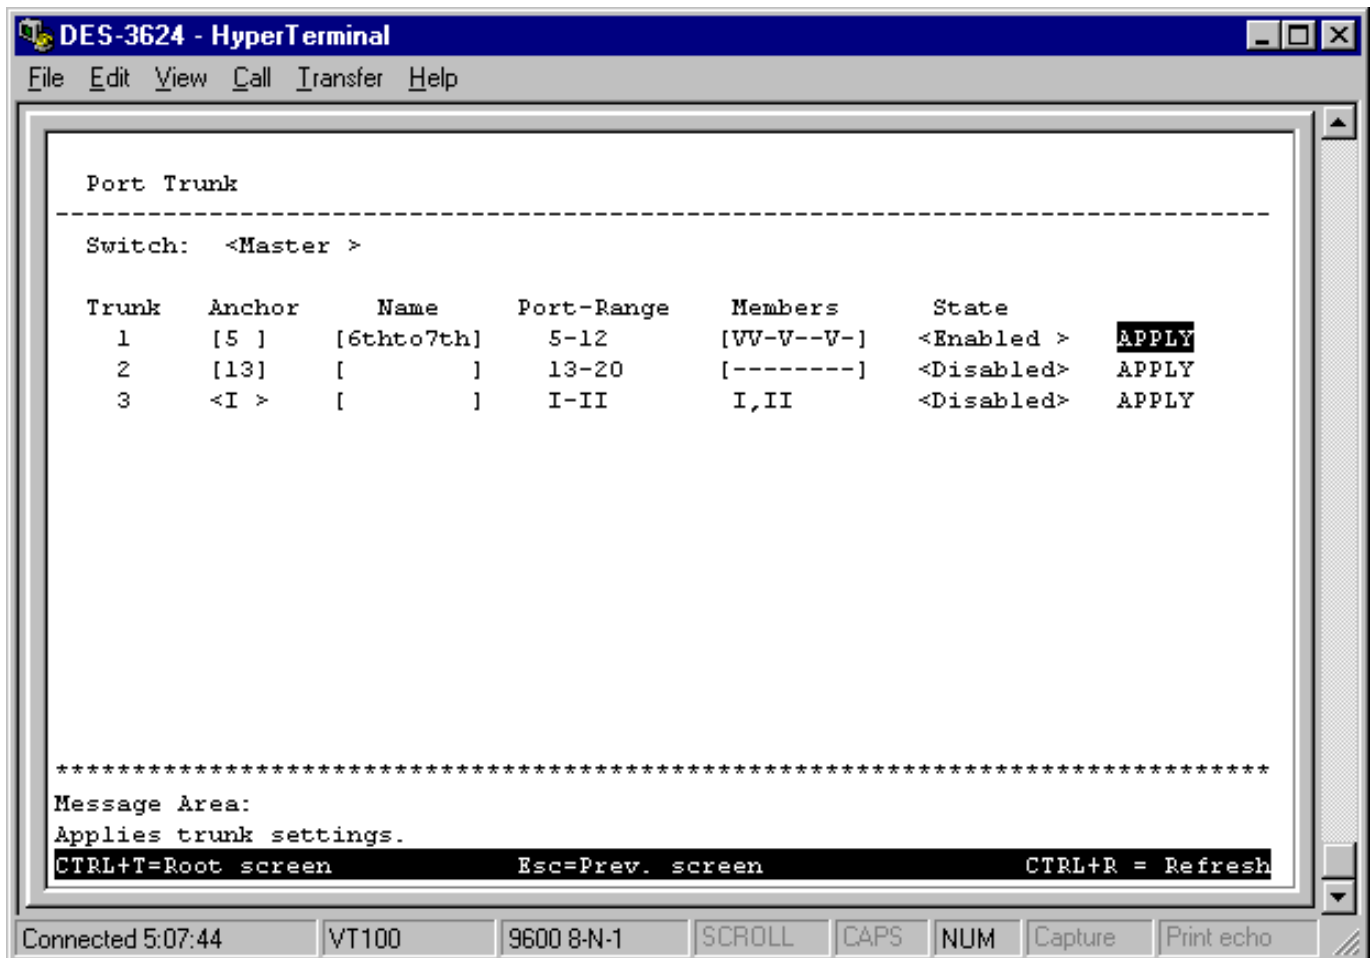 DES-3624 - HyperTerminal
File Edit View Call Transfer Help
Port Trunk
--------------------------------------------------------------------------------
Switch: <Master >
Trunk Anchor Name Port-Range Members State
1 [5 ] [6thto7th] 5-12 [VV-V--V-] <Enabled > APPLY
2 [13] [        ] 13-20 [--------] <Disabled> APPLY
3 <I > [        ] I-II I,II <Disabled> APPLY
********************************************************************************
Message Area:
Applies trunk settings.
CTRL+T=Root screen Esc=Prev. screen CTRL+R = Refresh
Connected 5:07:44 VT100 9600 8-N-1 SCROLL CAPS NUM Capture Print echo